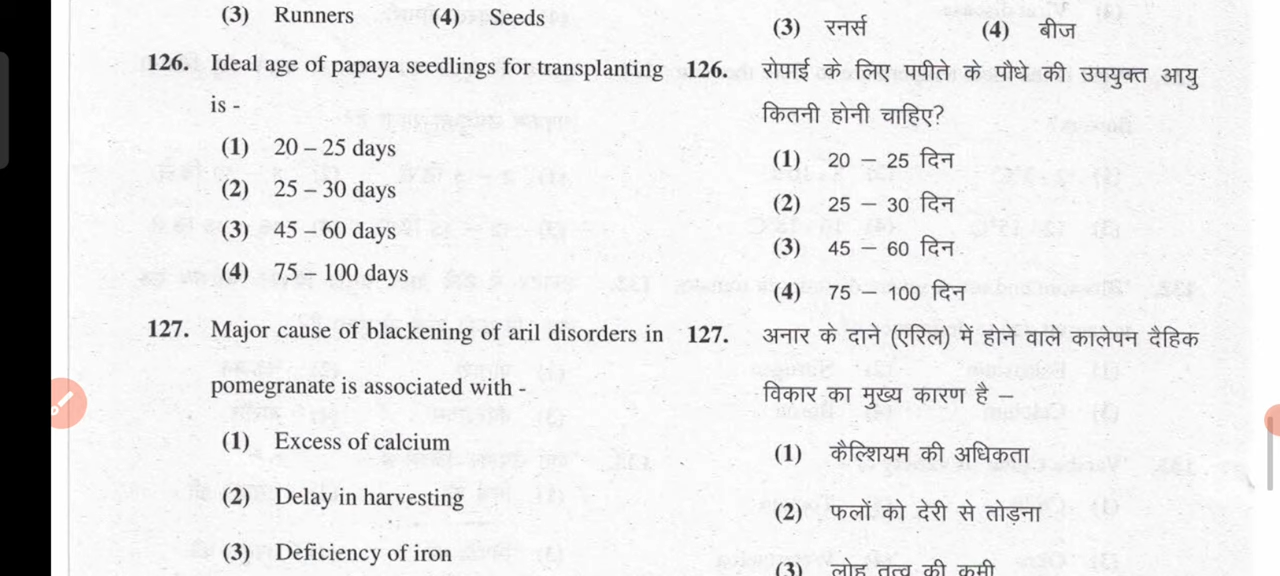 (3) Runners (4) Seeds
126. Ideal age of papaya seedlings for transplanting
is -
(1) 20 – 25 days
(2) 25 – 30 days
(3) 45 – 60 days
(4) 75 – 100 days
127. Major cause of blackening of aril disorders in
pomegranate is associated with -
(1) Excess of calcium
(2) Delay in harvesting
(3) Deficiency of iron
(3) रनर्स (4) बीज
126. रोपाई के लिए पपीते के पौधे की उपयुक्त आयु
कितनी होनी चाहिए?
(1) 20 – 25 दिन
(2) 25 – 30 दिन
(3) 45 – 60 दिन
(4) 75 – 100 दिन
127. अनार के दाने (एरिल) में होने वाले कालेपन दैहिक
विकार का मुख्य कारण है –
(1) कैल्शियम की अधिकता
(2) फलों को देरी से तोड़ना
(3) लोह तत्व की कमी